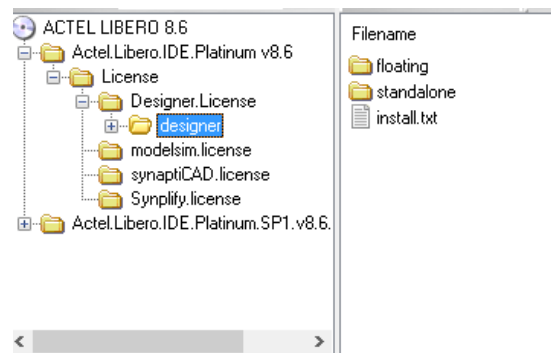 ACTEL LIBERO 8.6
Actel.Libero.IDE.Platinum v8.6
License
Designer.License
designer
modelsim.license
synaptiCAD.license
Synplify.license
Actel.Libero.IDE.Platinum.SP1.v8.6.
Filename
floating
standalone
install.txt